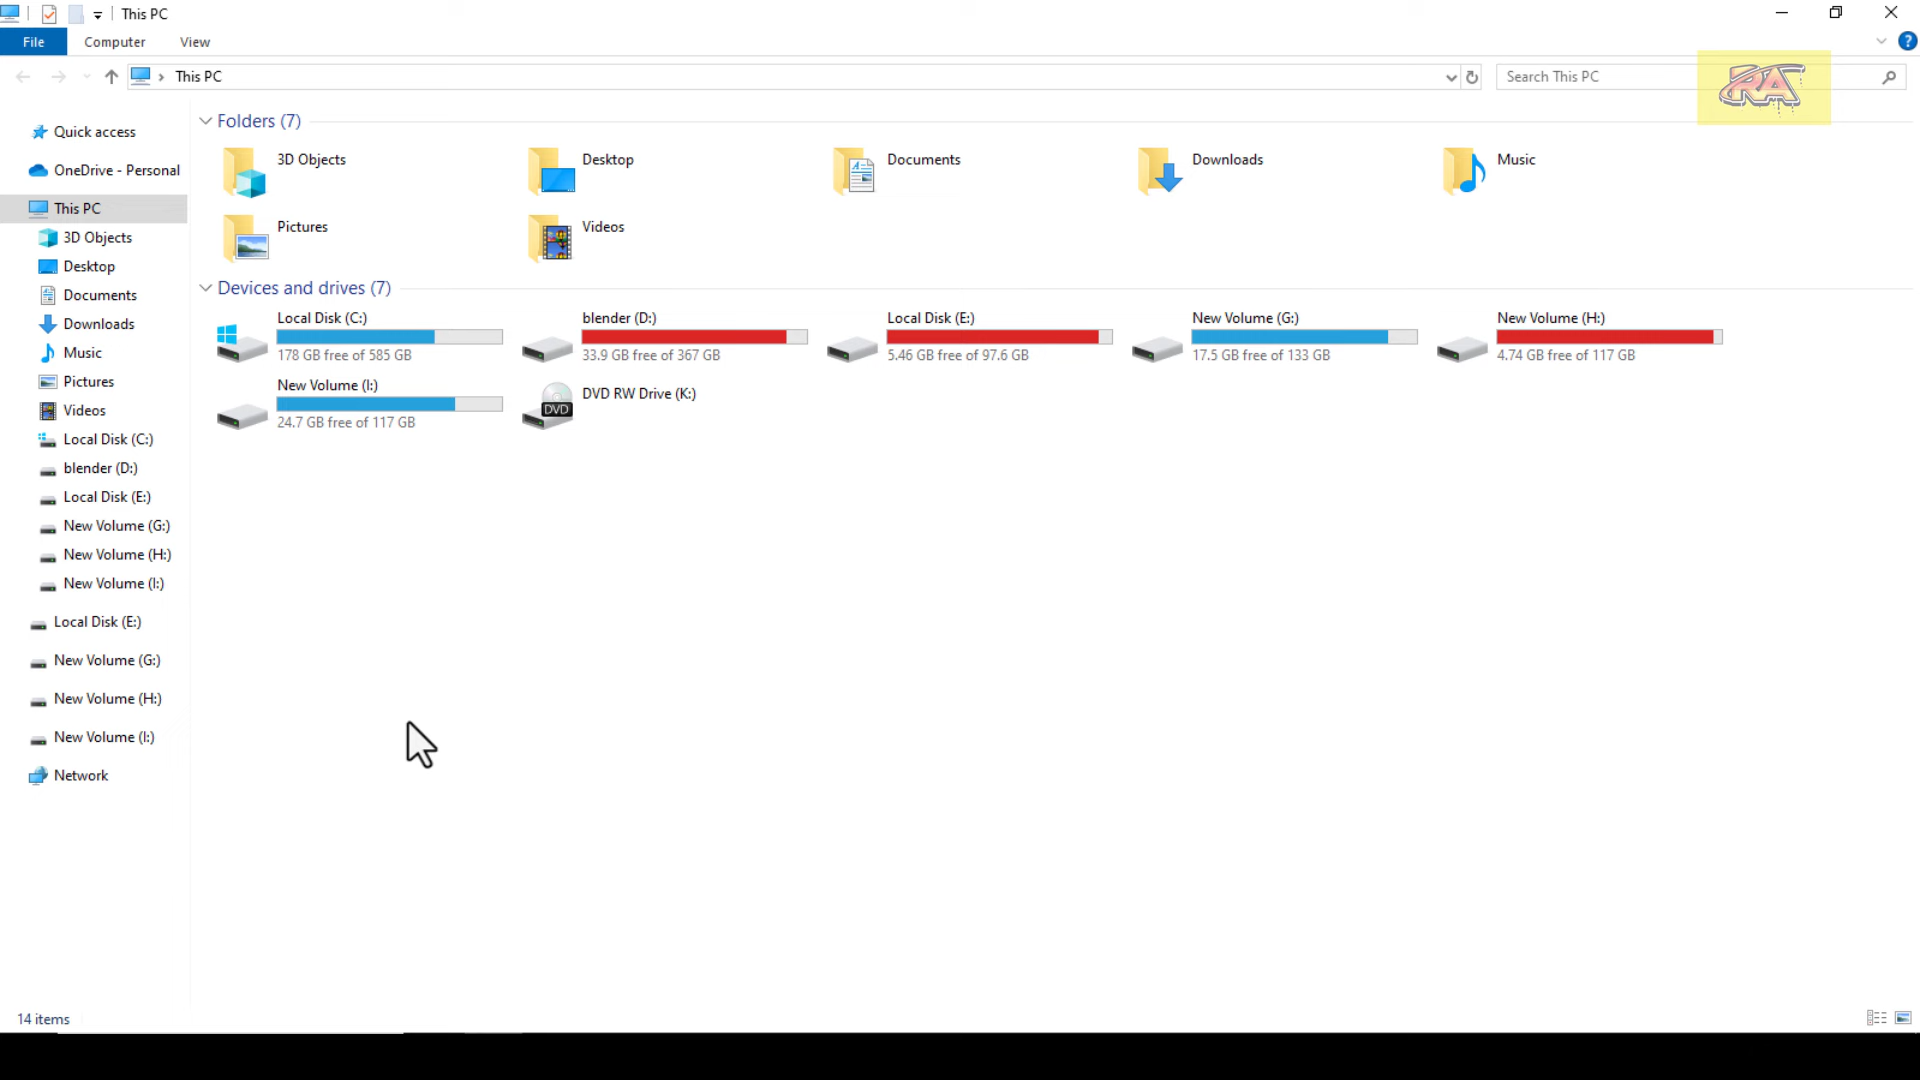 This PC
File Computer View
This PC
Search This PC
RA
Quick access
OneDrive - Personal
This PC
3D Objects
Desktop
Documents
Downloads
Music
Pictures
Videos
Local Disk (C:)
blender (D:)
Local Disk (E:)
New Volume (G:)
New Volume (H:)
New Volume (I:)
Local Disk (E:)
New Volume (G:)
New Volume (H:)
New Volume (I:)
Network
Folders (7)
3D Objects
Desktop
Documents
Downloads
Music
Pictures
Videos
Devices and drives (7)
Local Disk (C:)
178 GB free of 585 GB
blender (D:)
33.9 GB free of 367 GB
Local Disk (E:)
5.46 GB free of 97.6 GB
New Volume (G:)
17.5 GB free of 133 GB
New Volume (H:)
4.74 GB free of 117 GB
New Volume (I:)
24.7 GB free of 117 GB
DVD
DVD RW Drive (K:)
14 items